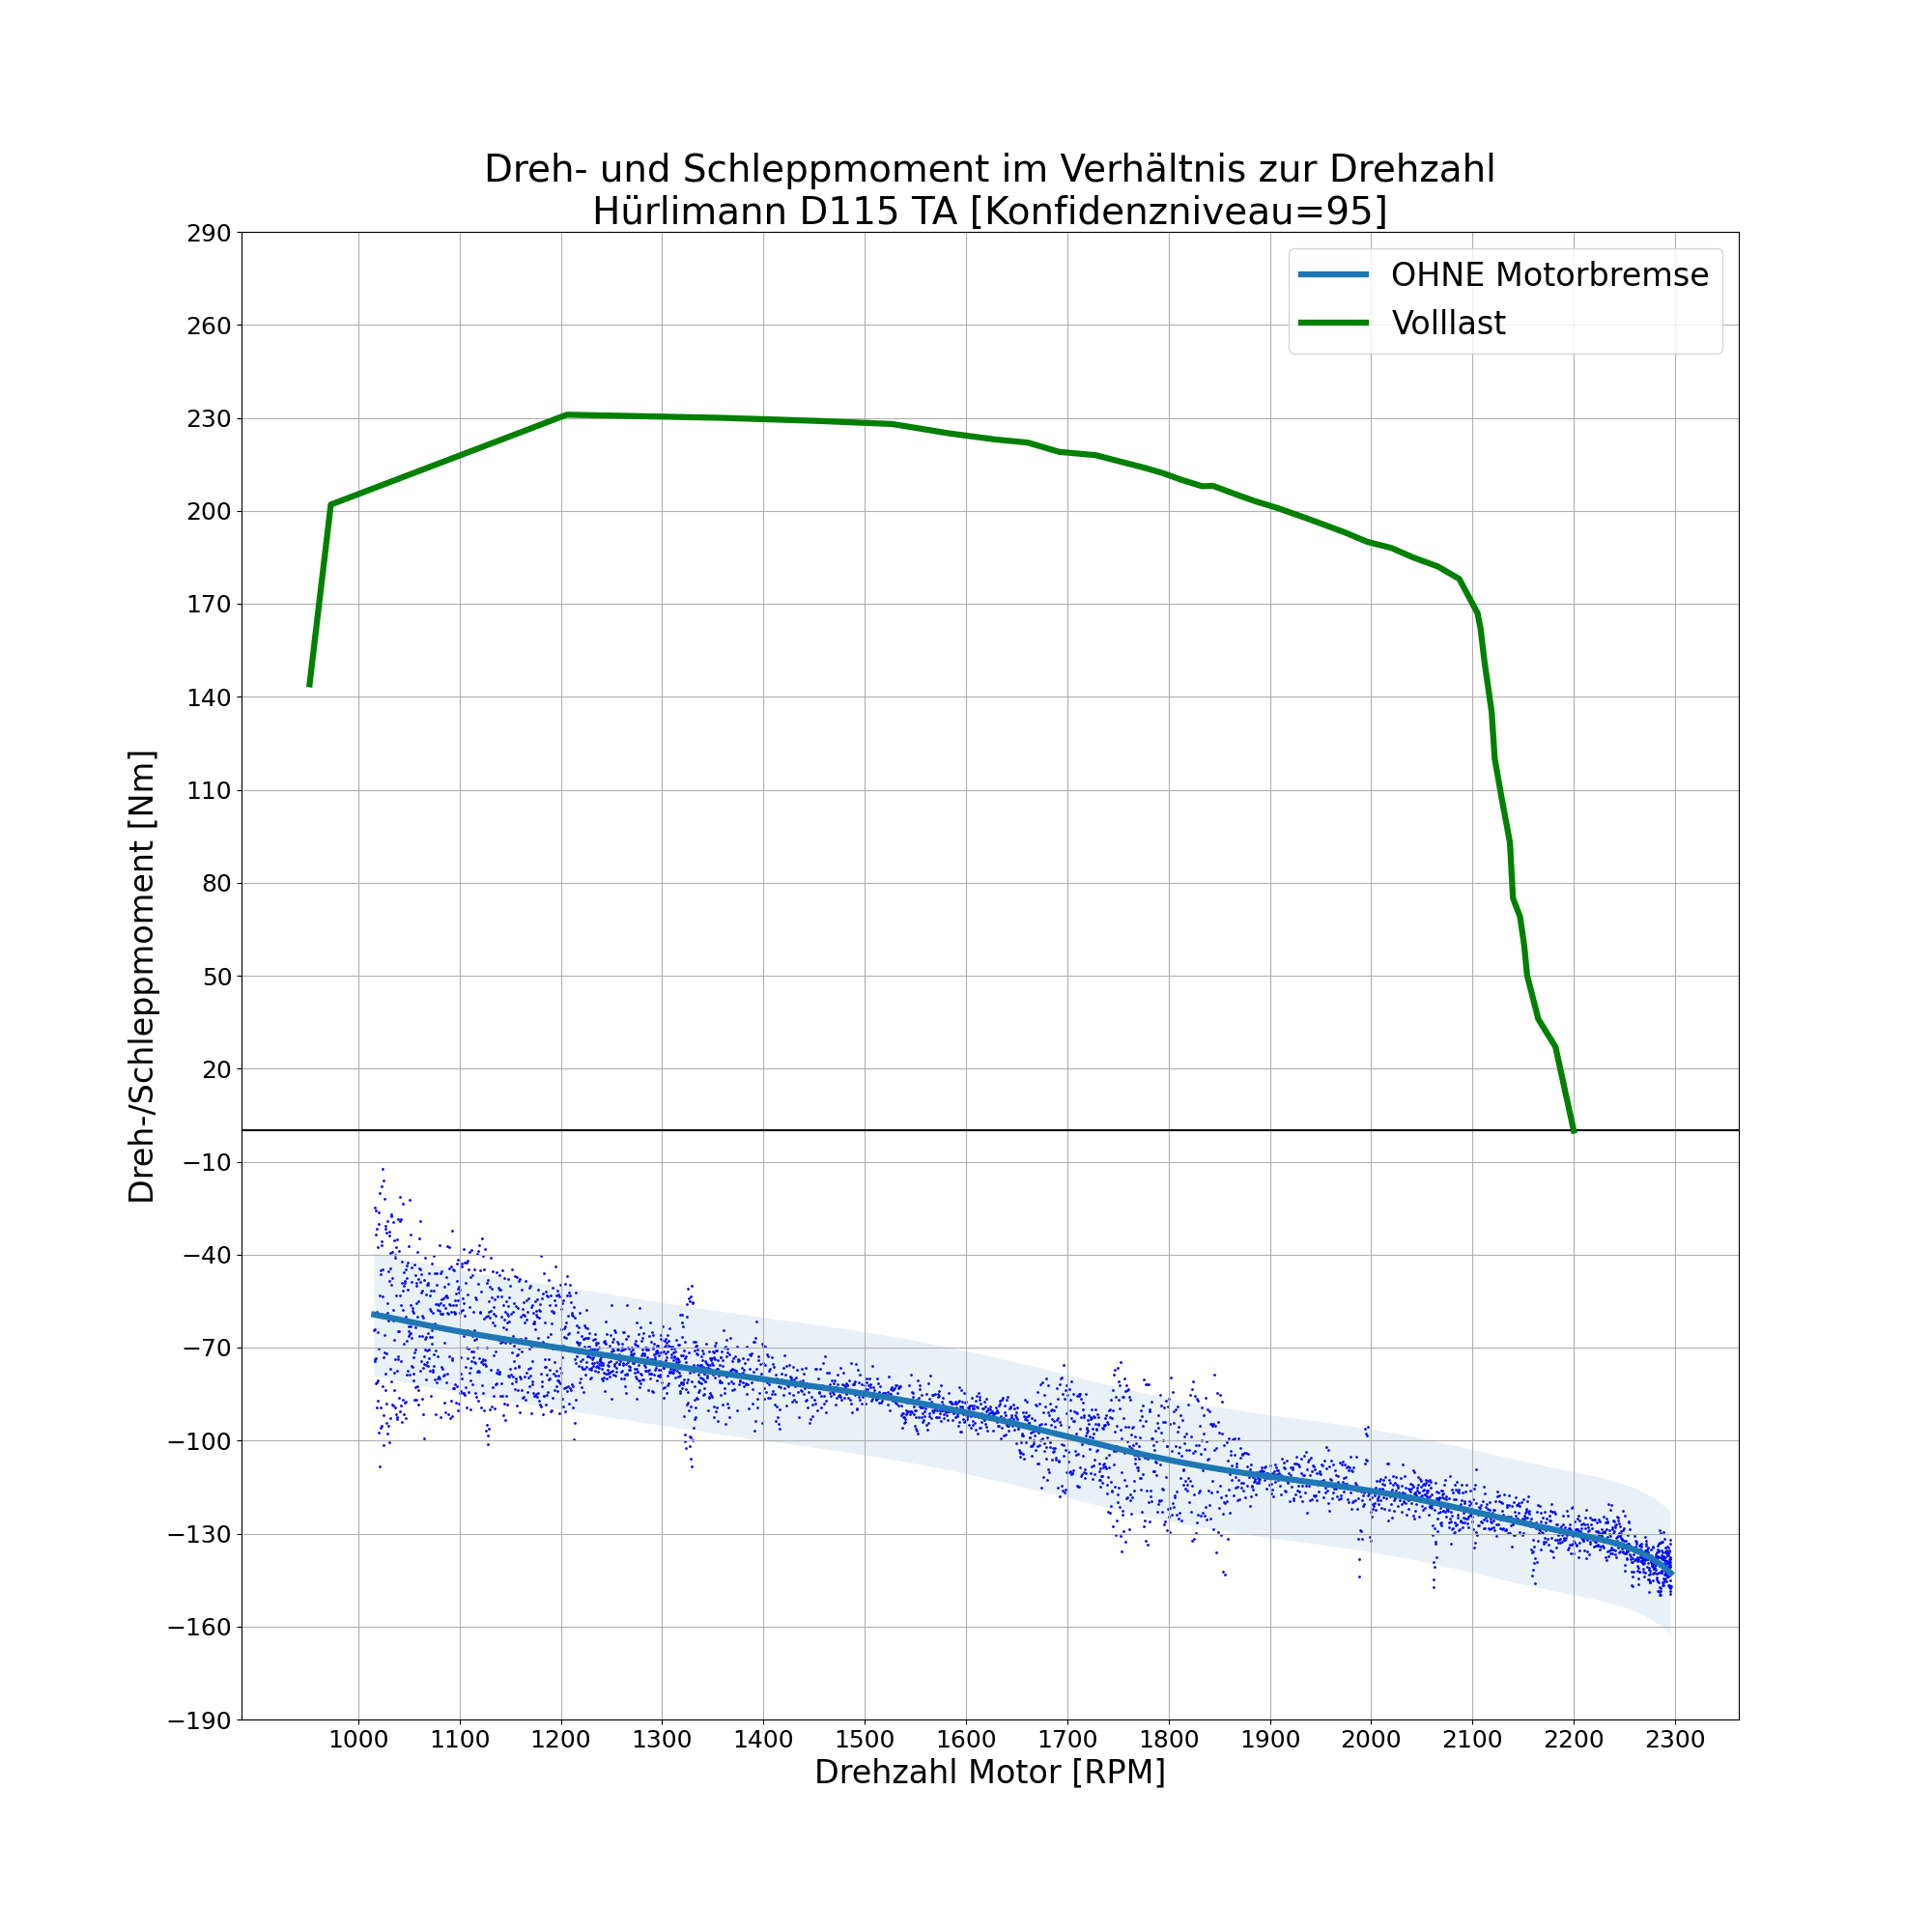 Dreh- und Schleppmoment im Verhältnis zur Drehzahl
Hürlimann D115 TA [Konfidenzniveau=95]
OHNE Motorbremse
Volllast
Dreh-/Schleppmoment [Nm]
290
260
230
200
170
140
110
80
50
20
−10
−40
−70
−100
−130
−160
−190
1000 1100 1200 1300 1400 1500 1600 1700 1800 1900 2000 2100 2200 2300
Drehzahl Motor [RPM]